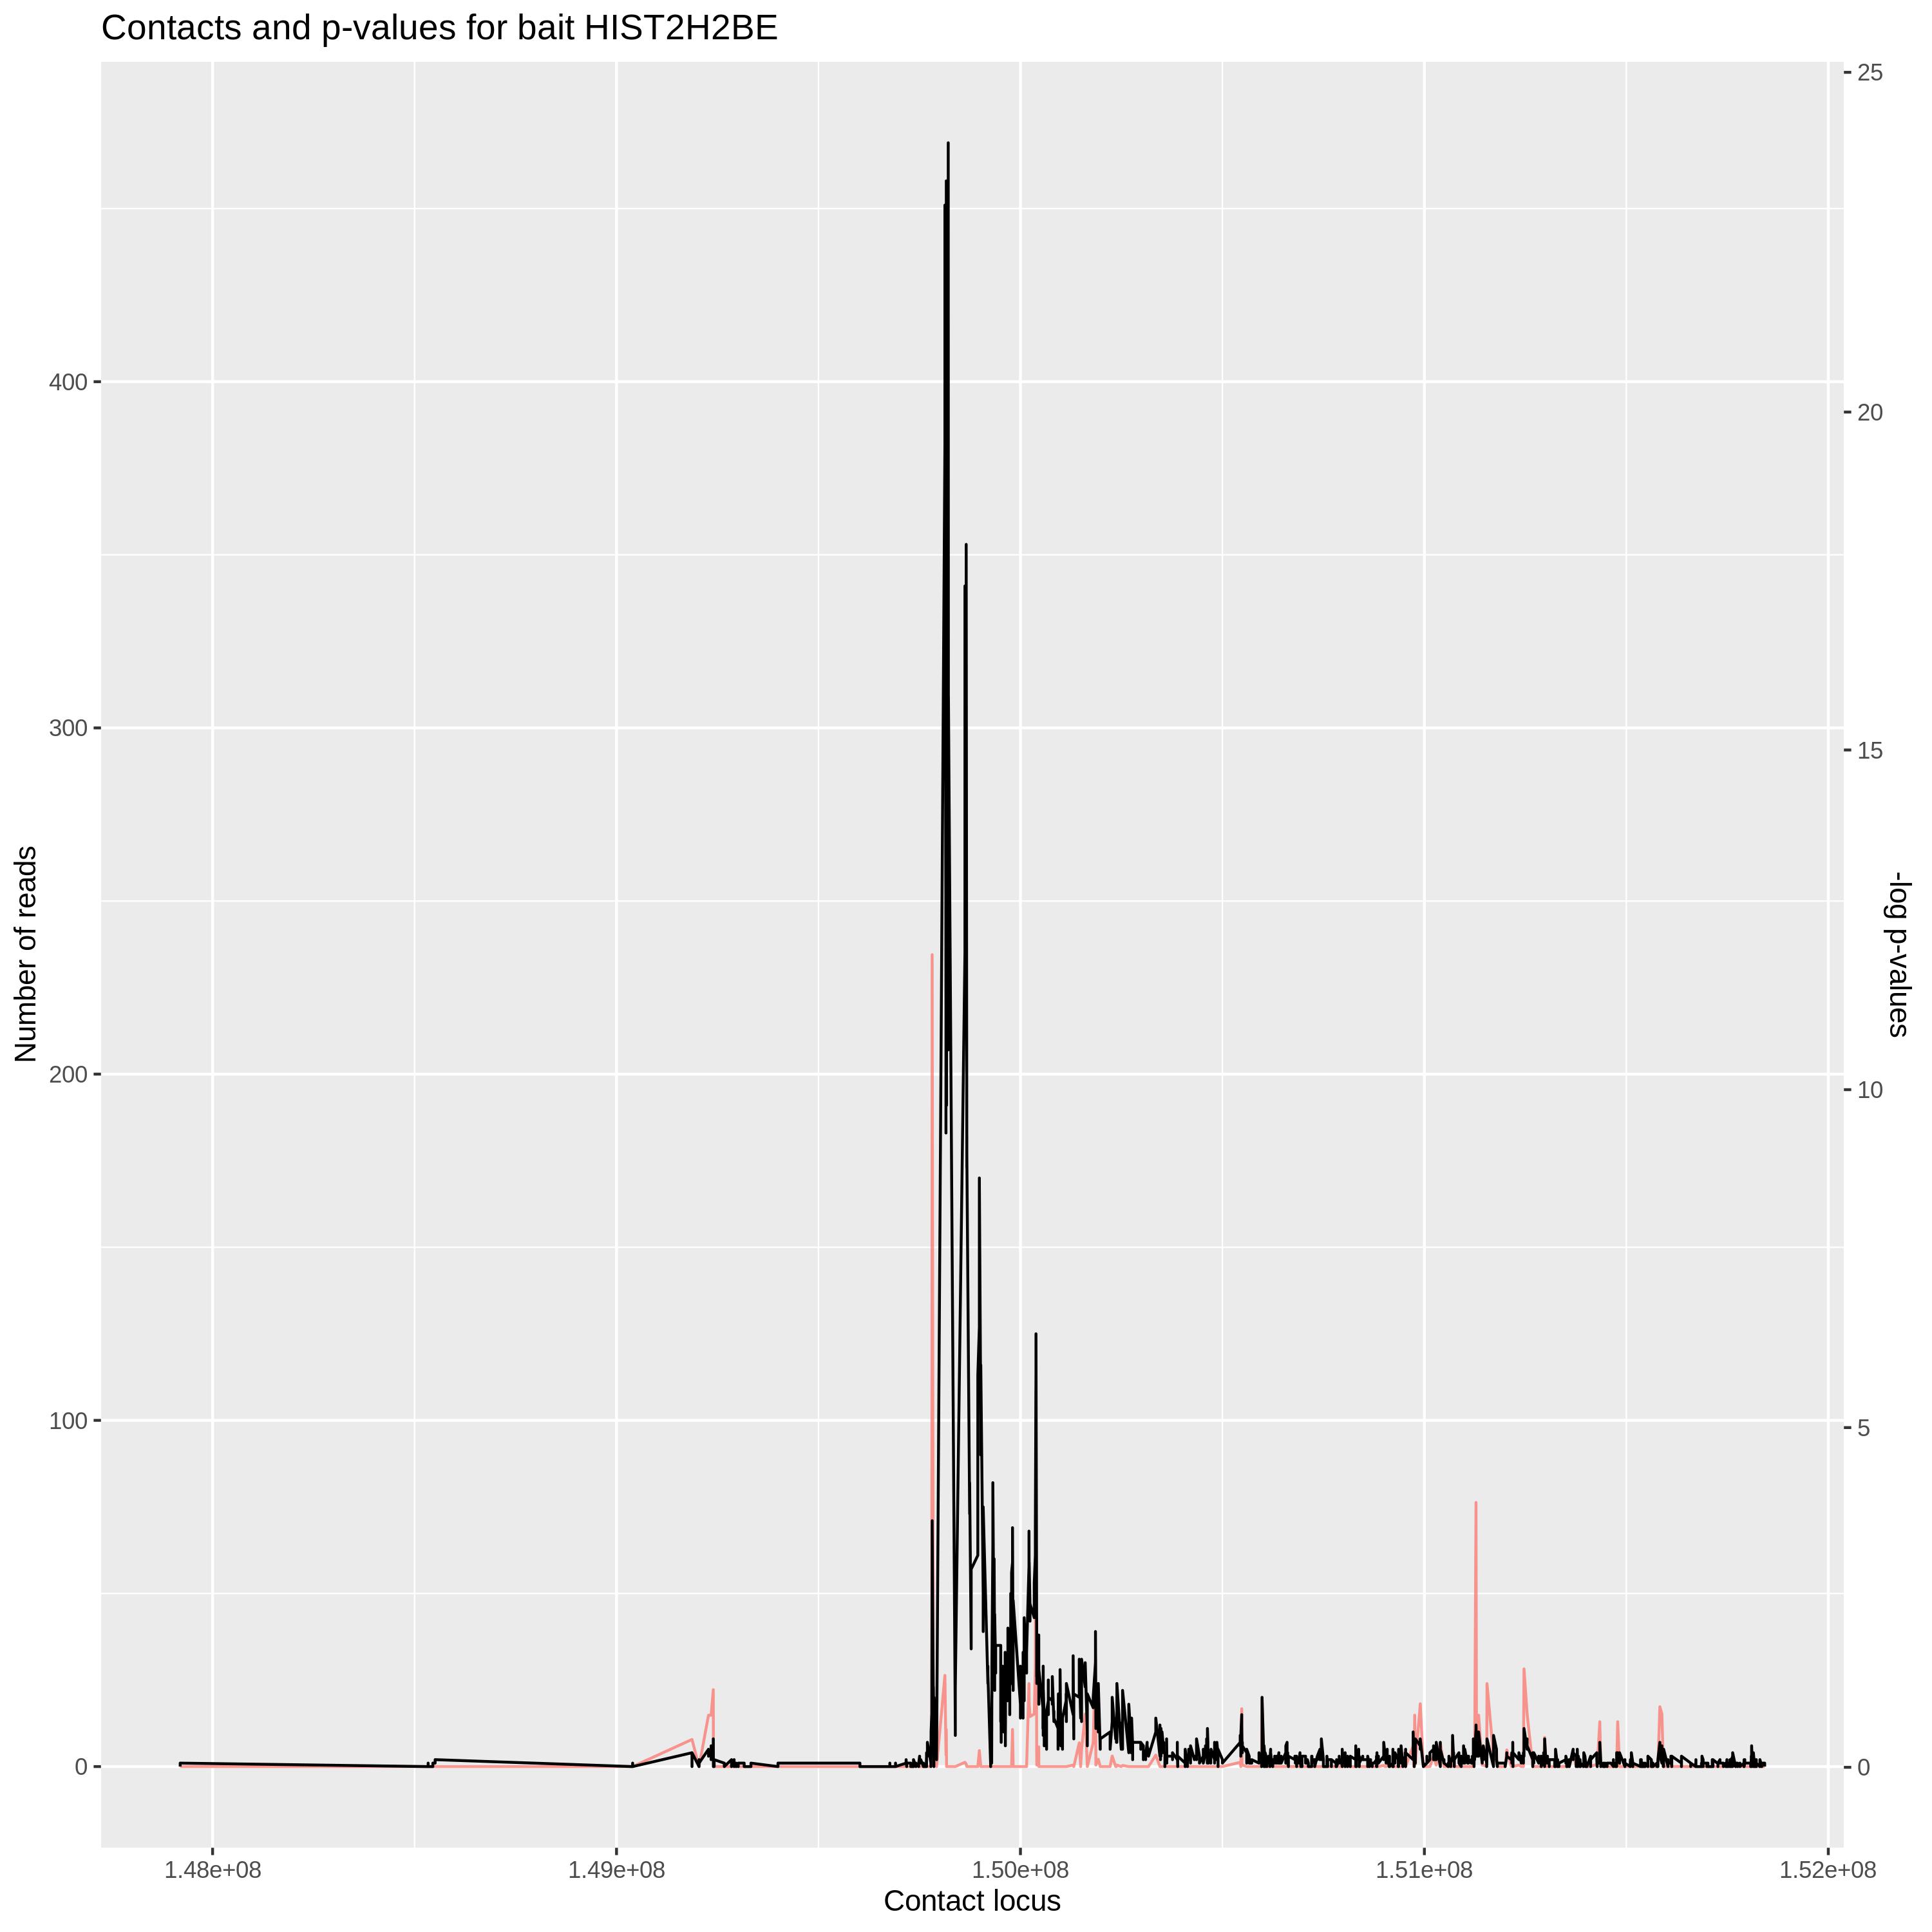 Contacts and p-values for bait HIST2H2BE
25
400
20
300
15
Number of reads
-log p-values
200
10
100
5
0
0
1.48e+08
1.49e+08
1.50e+08
1.51e+08
1.52e+08
Contact locus